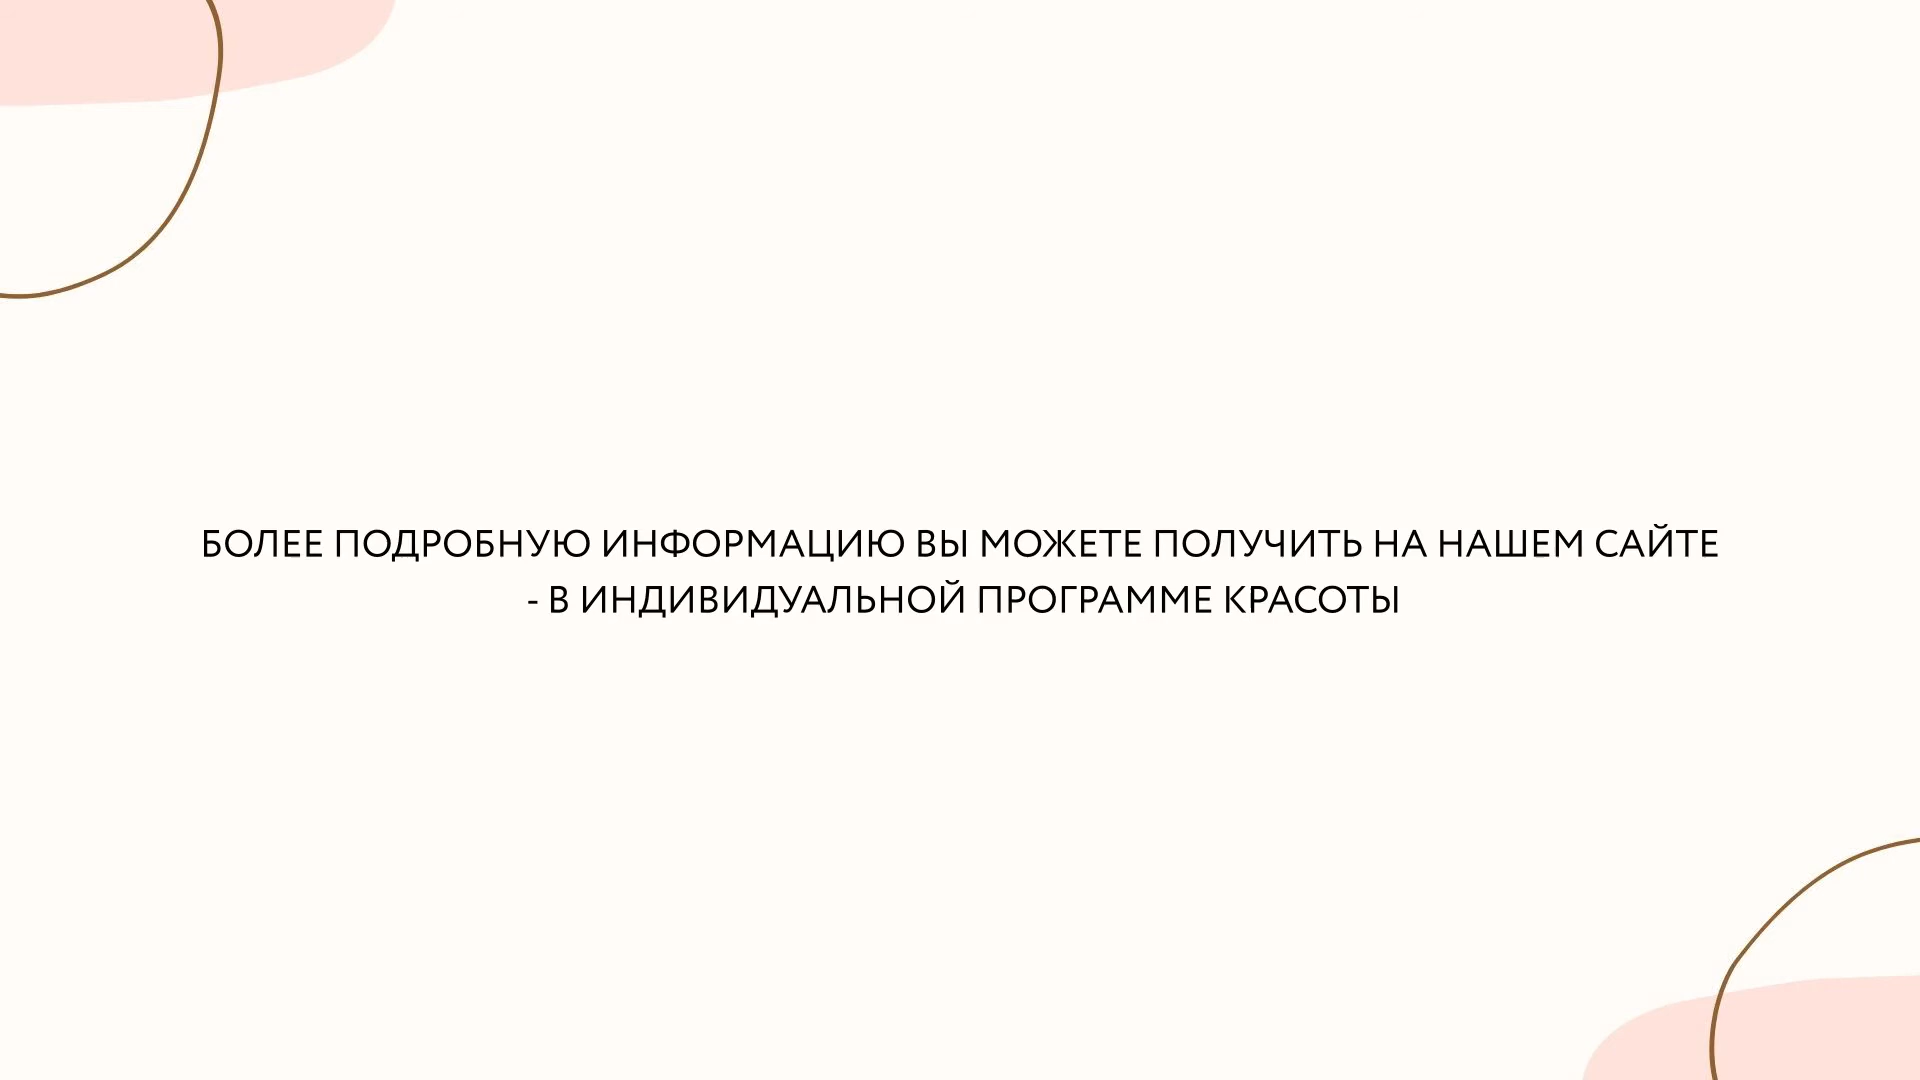 БОЛЕЕ ПОДРОБНУЮ ИНФОРМАЦИЮ ВЫ МОЖЕТЕ ПОЛУЧИТЬ НА НАШЕМ САЙТЕ
- В ИНДИВИДУАЛЬНОЙ ПРОГРАММЕ КРАСОТЫ